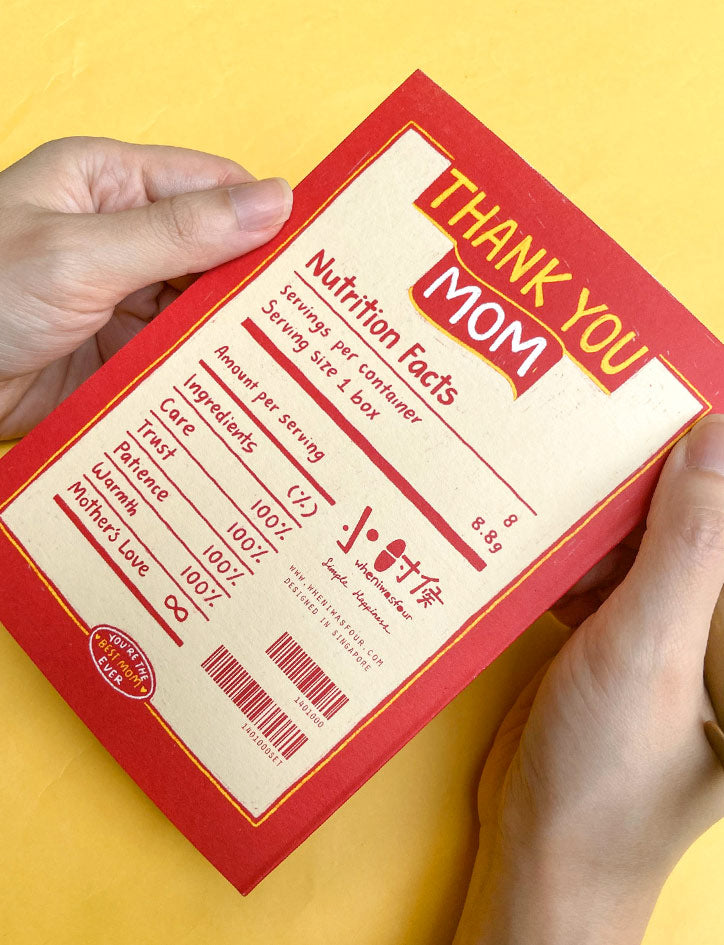 THANK YOU
MOM
Nutrition Facts
Servings per container 8
Serving size 1 box 8.8g
Amount per serving
Ingredients (%)
Care 100%
Trust 100%
Patience 100%
Warmth 100%
Mother's Love ∞
小时候
wheniwasfour
Simple Happiness
WWW.WHENIWASFOUR.COM
DESIGNED IN SINGAPORE
1401000
1401000SET
YOU'RE THE
BEST MOM
EVER